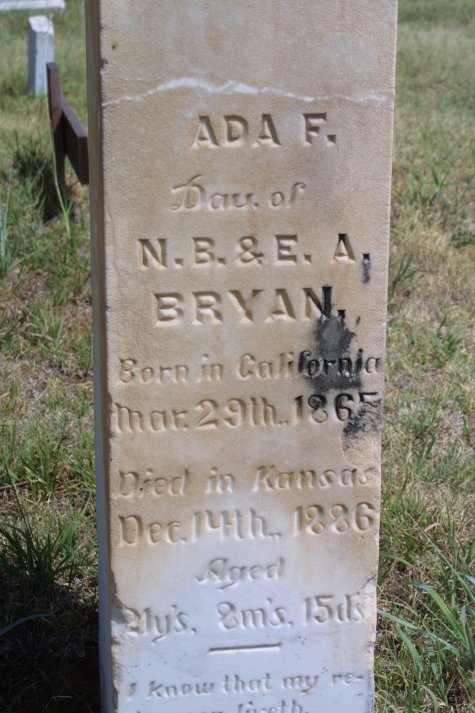 ADA F.
Dau. of
N. B. & E. A.
BRYAN.
Born in California
Mar. 29th., 1865
Died in Kansas
Dec. 14th., 1886
Aged
21y's. 8m's. 15d's
I know that my re-
liveth.